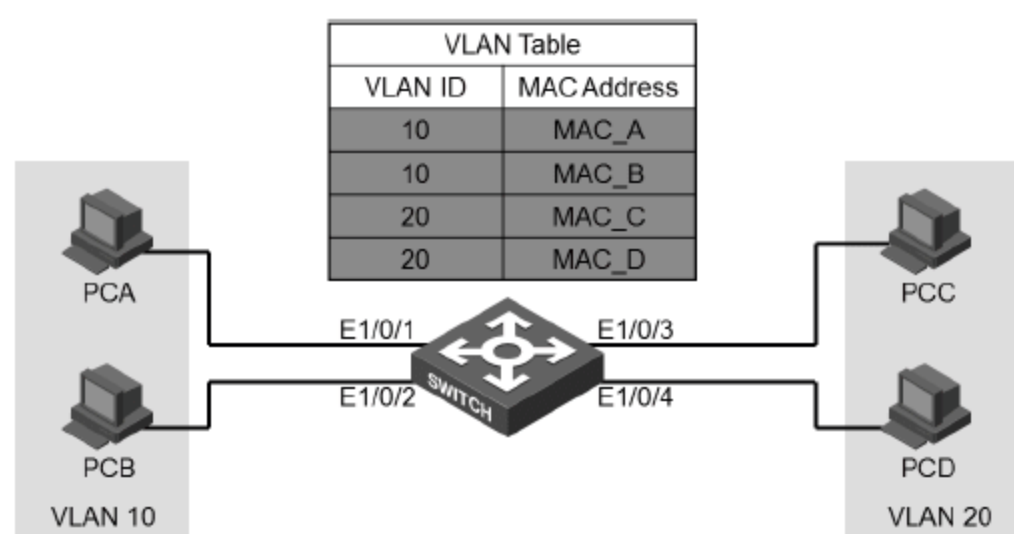 VLAN Table
VLAN ID MAC Address
10 MAC_A
10 MAC_B
20 MAC_C
20 MAC_D
PCA
PCC
E1/0/1
E1/0/3
SWITCH
E1/0/2
E1/0/4
PCB
PCD
VLAN 10
VLAN 20